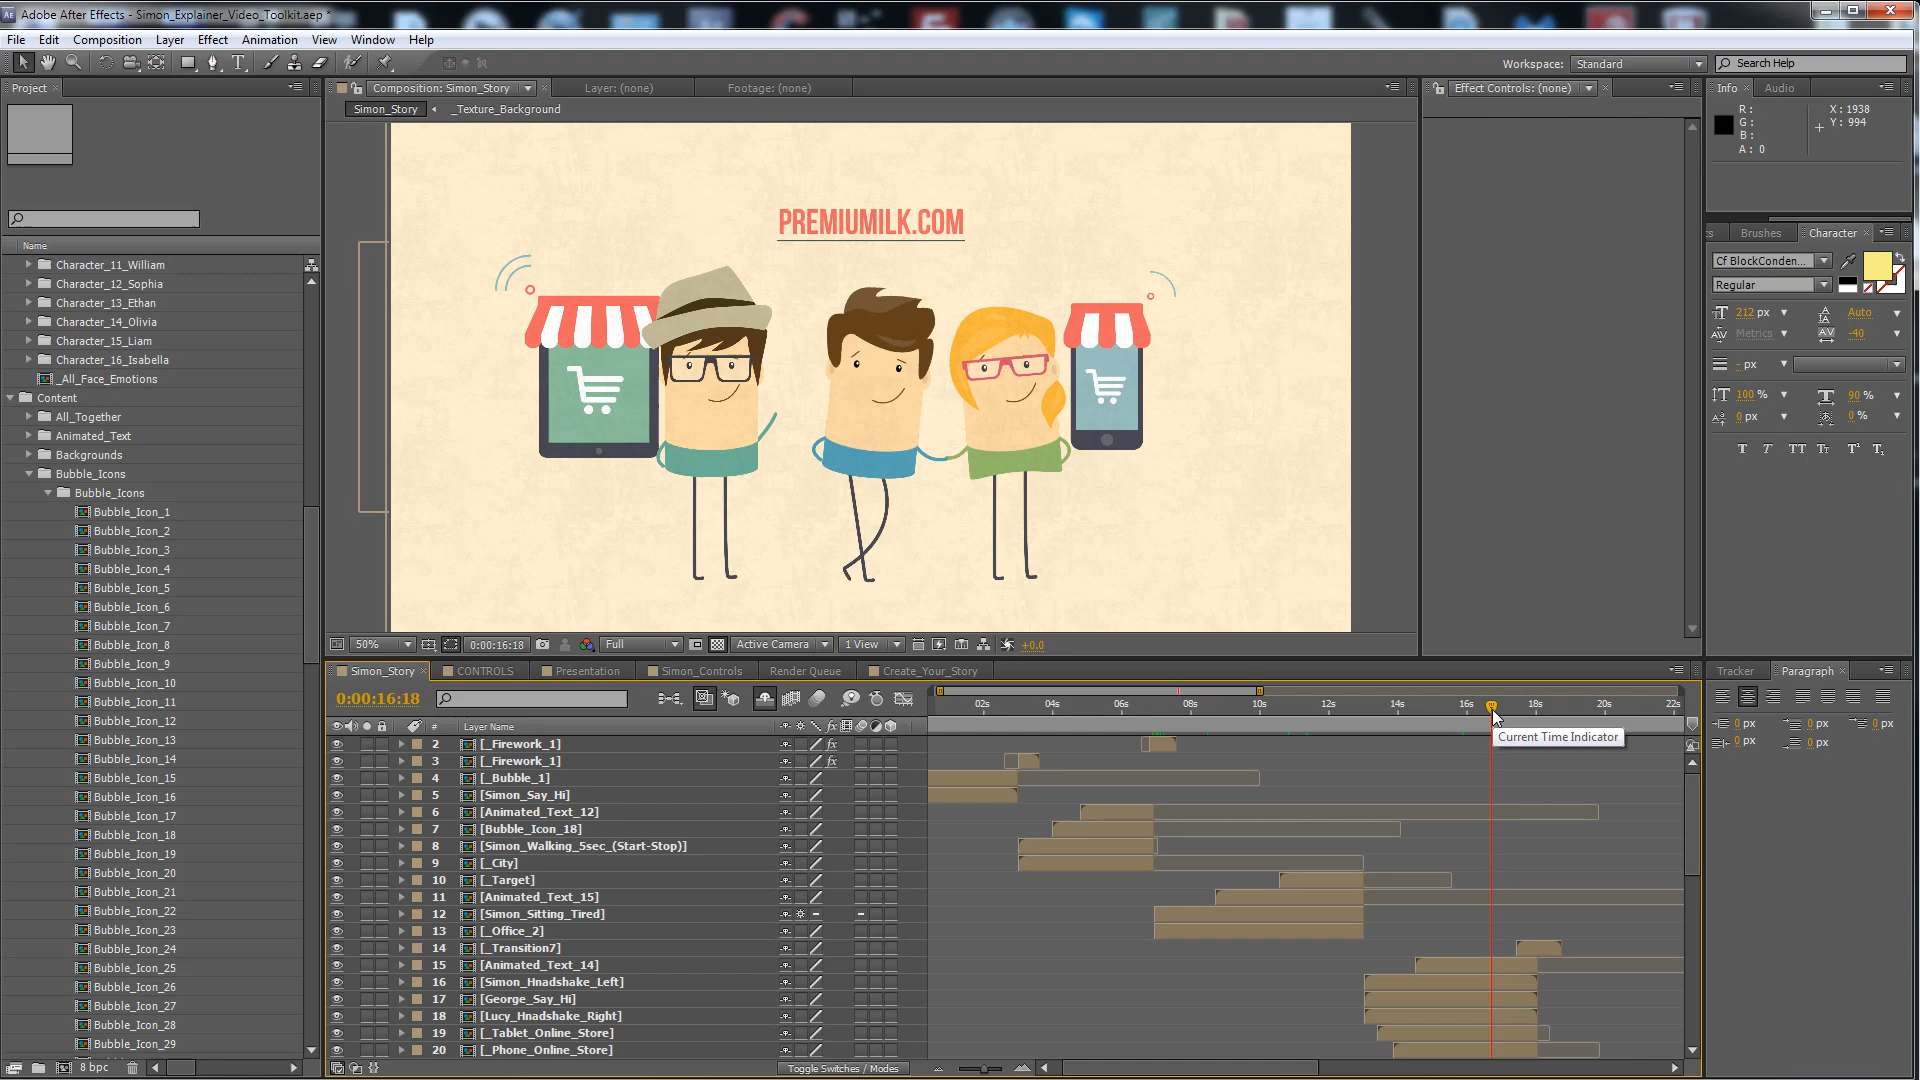 Adobe After Effects - Simon_Explainer_Video_Toolkit.aep *
File Edit Composition Layer Effect Animation View Window Help
Workspace: Standard Search Help
Project
Name
Character_11_William
Character_12_Sophia
Character_13_Ethan
Character_14_Olivia
Character_15_Liam
Character_16_Isabella
_All_Face_Emotions
Content
All_Together
Animated_Text
Backgrounds
Bubble_Icons
Bubble_Icons
Bubble_Icon_1
Bubble_Icon_2
Bubble_Icon_3
Bubble_Icon_4
Bubble_Icon_5
Bubble_Icon_6
Bubble_Icon_7
Bubble_Icon_8
Bubble_Icon_9
Bubble_Icon_10
Bubble_Icon_11
Bubble_Icon_12
Bubble_Icon_13
Bubble_Icon_14
Bubble_Icon_15
Bubble_Icon_16
Bubble_Icon_17
Bubble_Icon_18
Bubble_Icon_19
Bubble_Icon_20
Bubble_Icon_21
Bubble_Icon_22
Bubble_Icon_23
Bubble_Icon_24
Bubble_Icon_25
Bubble_Icon_26
Bubble_Icon_27
Bubble_Icon_28
Bubble_Icon_29
8 bpc
Composition: Simon_Story Layer: (none) Footage: (none)
Simon_Story _Texture_Background
PREMIUMILK.COM
50% 0:00:16:18 Full Active Camera 1 View +0.0
Effect Controls: (none)
Info Audio
R: X: 1938
G: Y: 994
B:
A: 0
Brushes Character
Cf BlockConden...
Regular
212 px Auto
Metrics -40
- px
100 % 90 %
0 px 0 %
Tracker Paragraph
0 px 0 px 0 px
0 px 0 px
Simon_Story CONTROLS Presentation Simon_Controls Render Queue Create_Your_Story
0:00:16:18
02s 04s 06s 08s 10s 12s 14s 16s 18s 20s 22s
# Layer Name
Current Time Indicator
2 [_Firework_1]
3 [_Firework_1]
4 [_Bubble_1]
5 [Simon_Say_Hi]
6 [Animated_Text_12]
7 [Bubble_Icon_18]
8 [Simon_Walking_5sec_(Start-Stop)]
9 [_City]
10 [_Target]
11 [Animated_Text_15]
12 [Simon_Sitting_Tired]
13 [_Office_2]
14 [_Transition7]
15 [Animated_Text_14]
16 [Simon_Hnadshake_Left]
17 [George_Say_Hi]
18 [Lucy_Hnadshake_Right]
19 [_Tablet_Online_Store]
20 [_Phone_Online_Store]
Toggle Switches / Modes